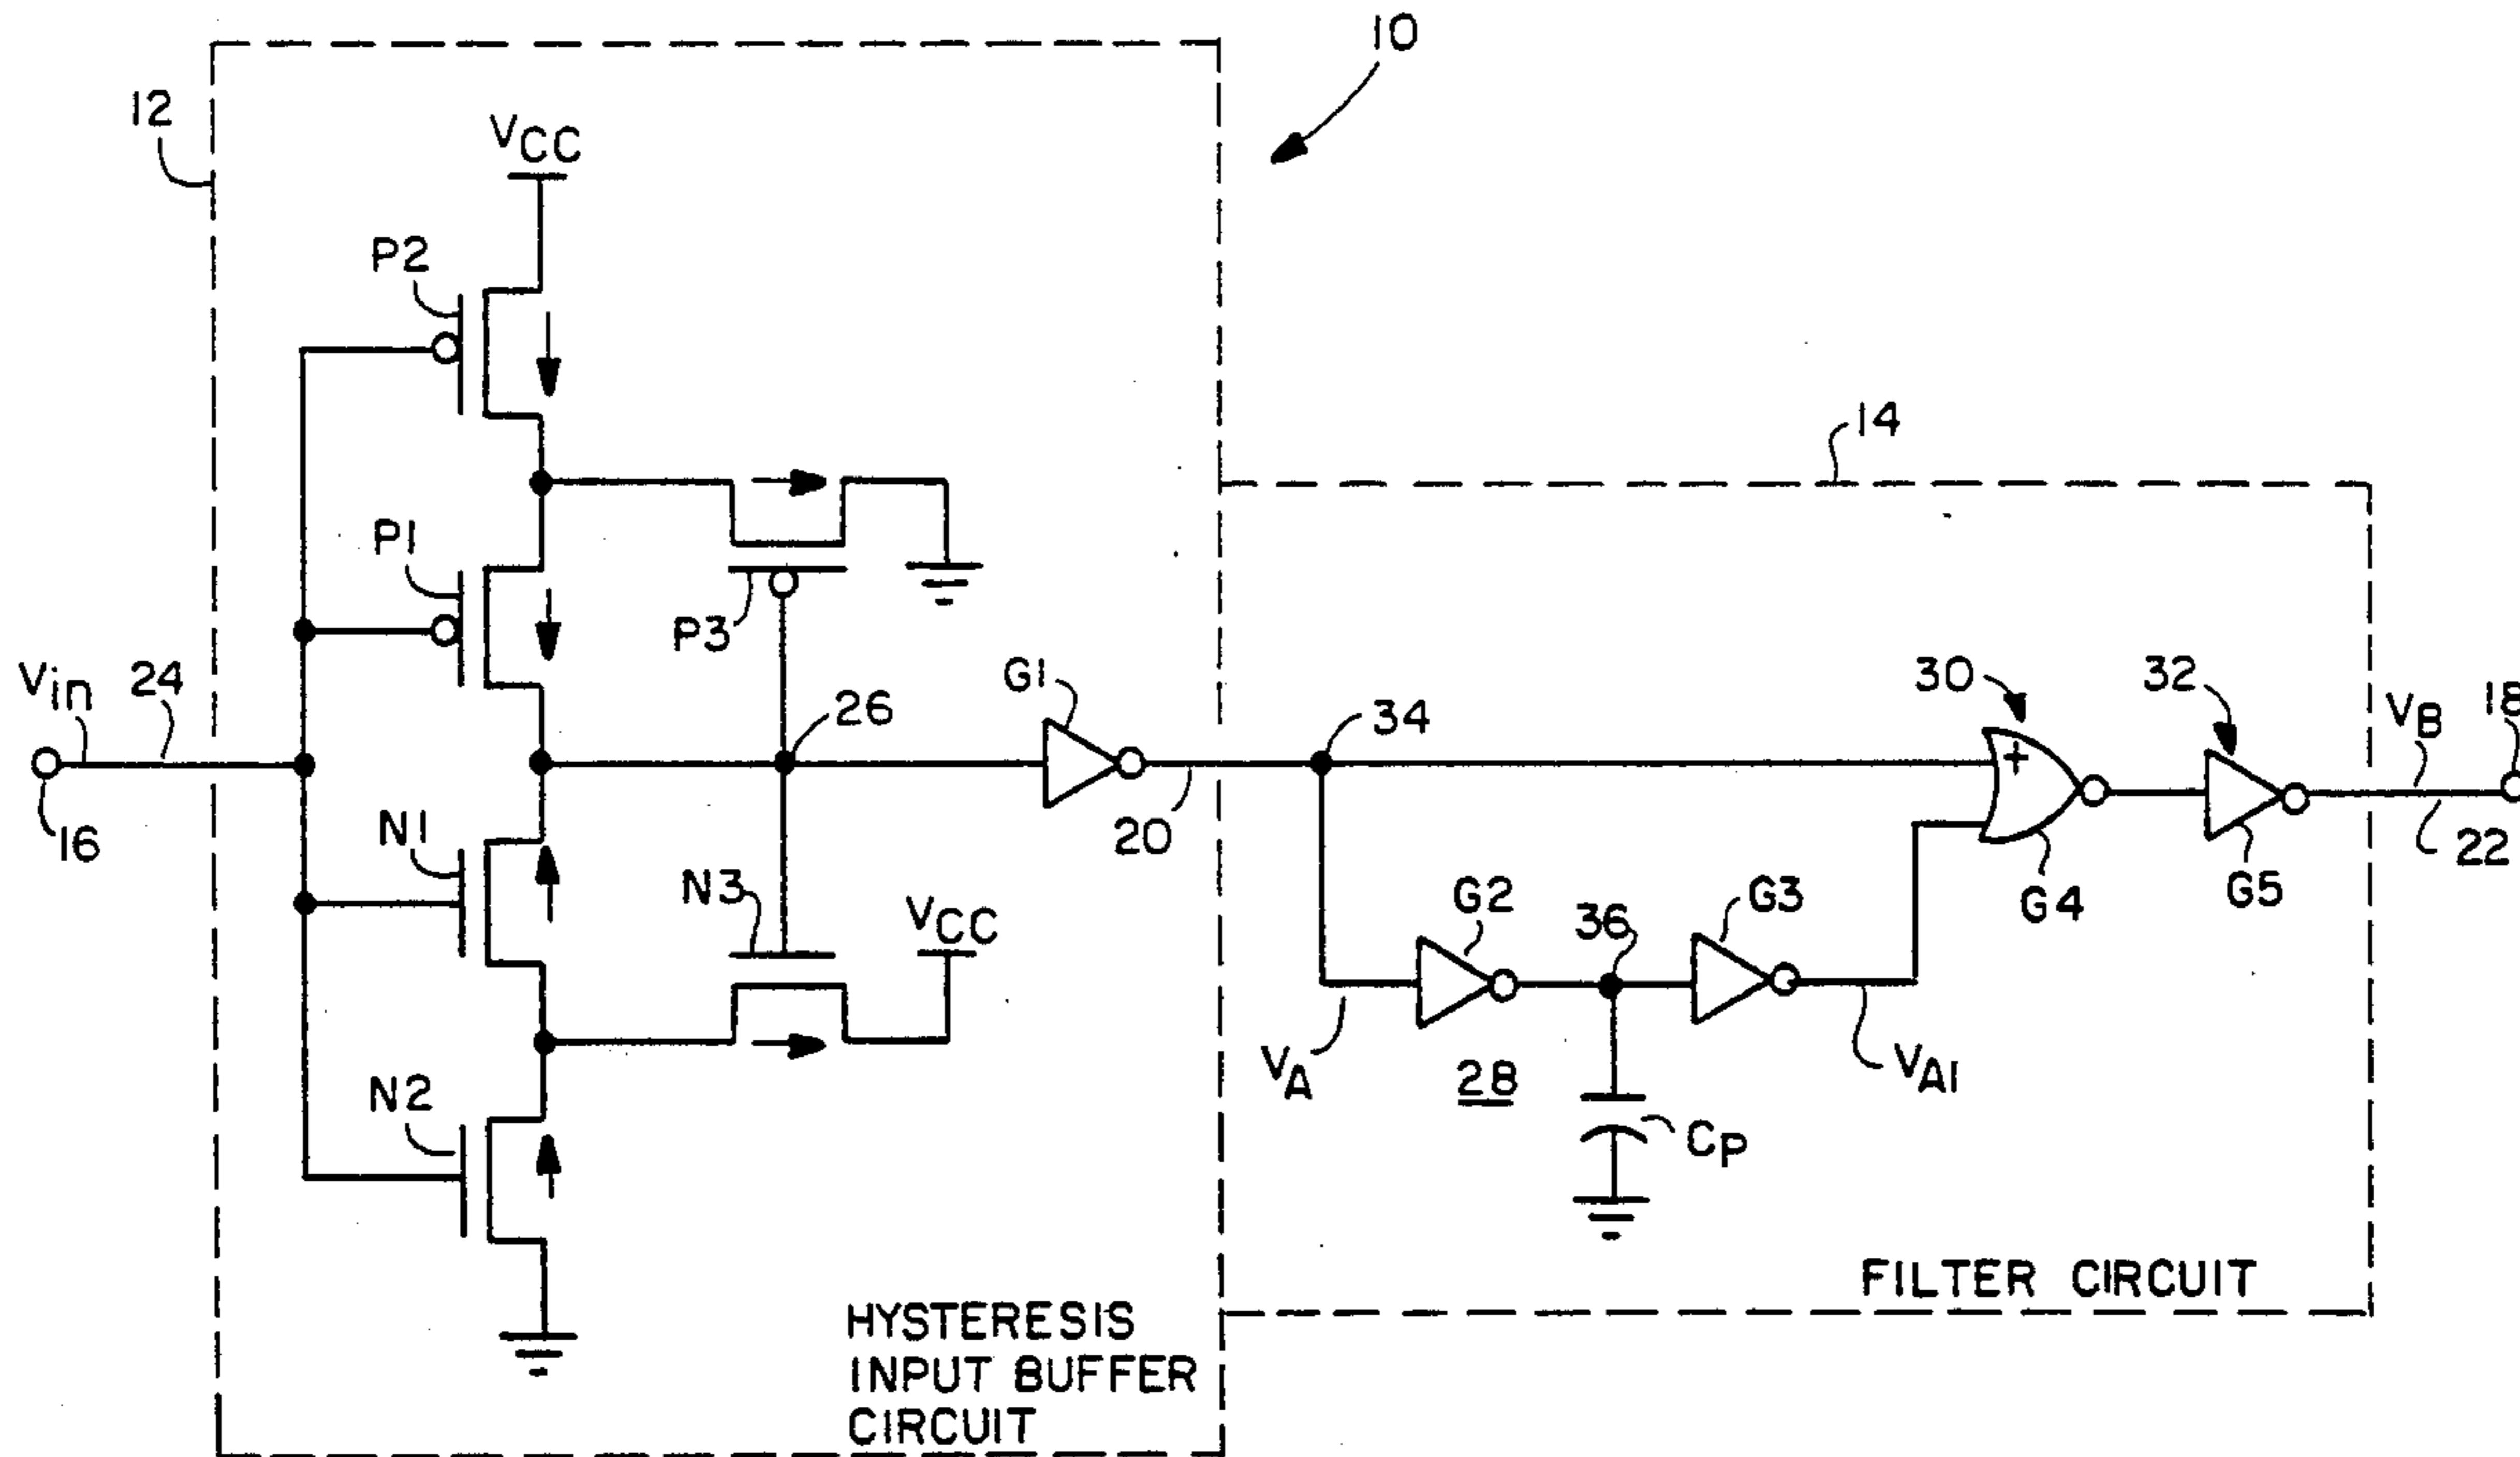 10
12
VCC
P2
14
P1
P3
Vin
24
G1
26
34
30
32
VB
18
16
N1
20
N3
VCC
G2
36
G3
G4
G5
22
VA
28
VA1
N2
CP
FILTER CIRCUIT
HYSTERESIS
INPUT BUFFER
CIRCUIT
+